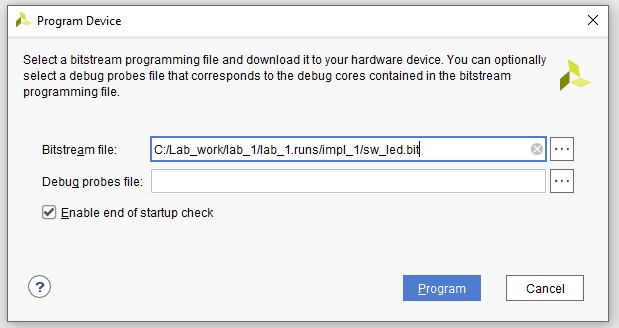 Program Device
Select a bitstream programming file and download it to your hardware device. You can optionally
select a debug probes file that corresponds to the debug cores contained in the bitstream
programming file.
Bitstream file: C:/Lab_work/lab_1/lab_1.runs/impl_1/sw_led.bit
Debug probes file:
Enable end of startup check
? Program Cancel